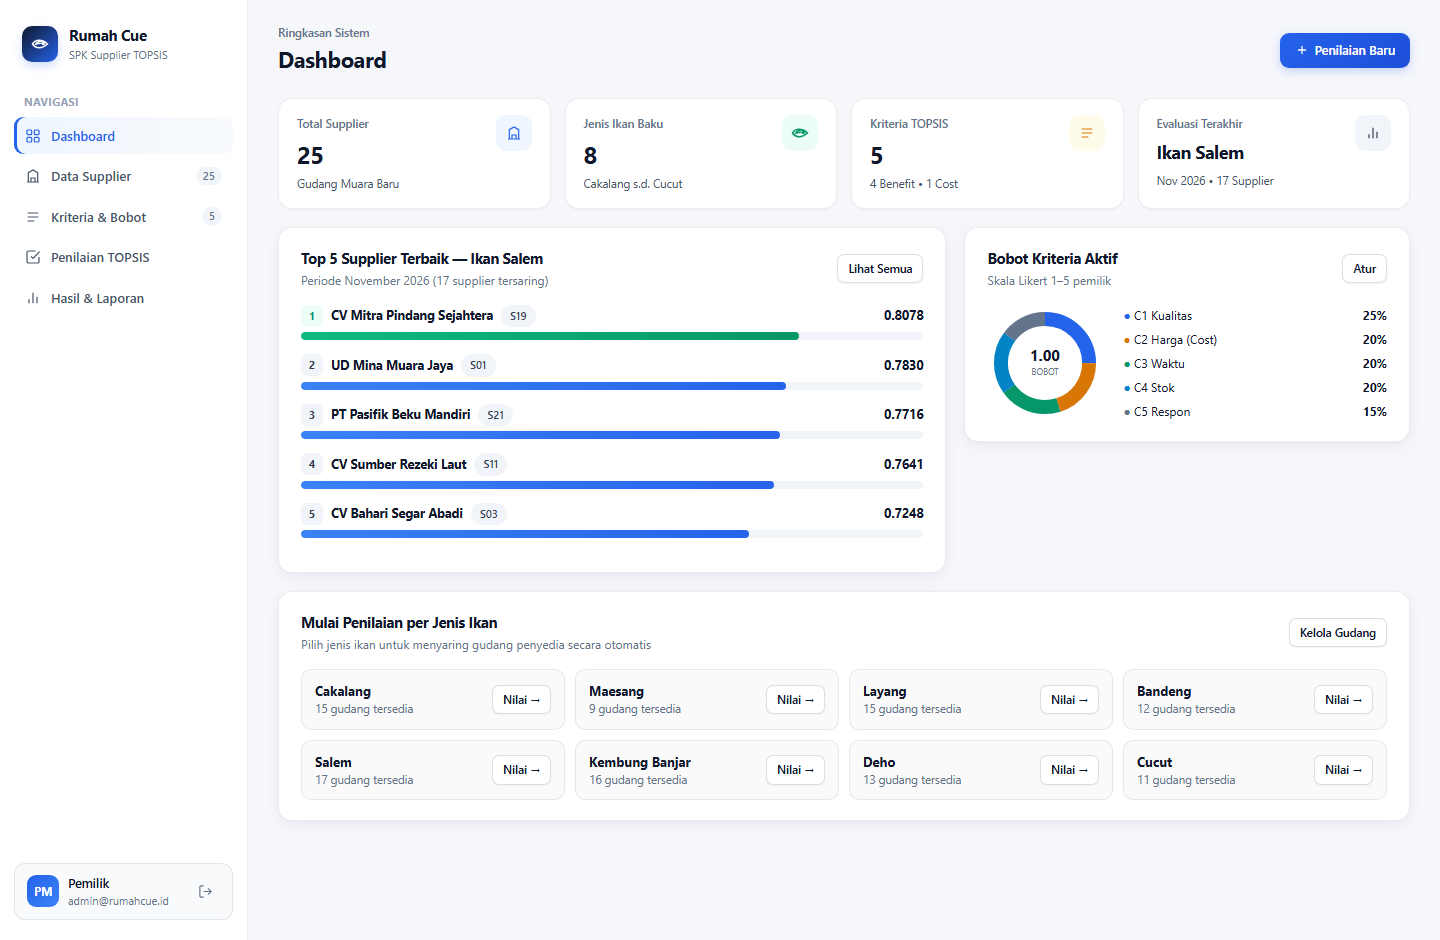 Rumah Cue
SPK Supplier TOPSIS
NAVIGASI
Dashboard
Data Supplier 25
Kriteria & Bobot 5
Penilaian TOPSIS
Hasil & Laporan
PM
Pemilik
admin@rumahcue.id
Ringkasan Sistem
Dashboard
+ Penilaian Baru
Total Supplier
25
Gudang Muara Baru
Jenis Ikan Baku
8
Cakalang s.d. Cucut
Kriteria TOPSIS
5
4 Benefit • 1 Cost
Evaluasi Terakhir
Ikan Salem
Nov 2026 • 17 Supplier
Top 5 Supplier Terbaik — Ikan Salem
Periode November 2026 (17 supplier tersaring)
Lihat Semua
1 CV Mitra Pindang Sejahtera S19 0.8078
2 UD Mina Muara Jaya S01 0.7830
3 PT Pasifik Beku Mandiri S21 0.7716
4 CV Sumber Rezeki Laut S11 0.7641
5 CV Bahari Segar Abadi S03 0.7248
Bobot Kriteria Aktif
Skala Likert 1–5 pemilik
Atur
1.00
BOBOT
C1 Kualitas 25%
C2 Harga (Cost) 20%
C3 Waktu 20%
C4 Stok 20%
C5 Respon 15%
Mulai Penilaian per Jenis Ikan
Pilih jenis ikan untuk menyaring gudang penyedia secara otomatis
Kelola Gudang
Cakalang
15 gudang tersedia
Nilai →
Maesang
9 gudang tersedia
Nilai →
Layang
15 gudang tersedia
Nilai →
Bandeng
12 gudang tersedia
Nilai →
Salem
17 gudang tersedia
Nilai →
Kembung Banjar
16 gudang tersedia
Nilai →
Deho
13 gudang tersedia
Nilai →
Cucut
11 gudang tersedia
Nilai →